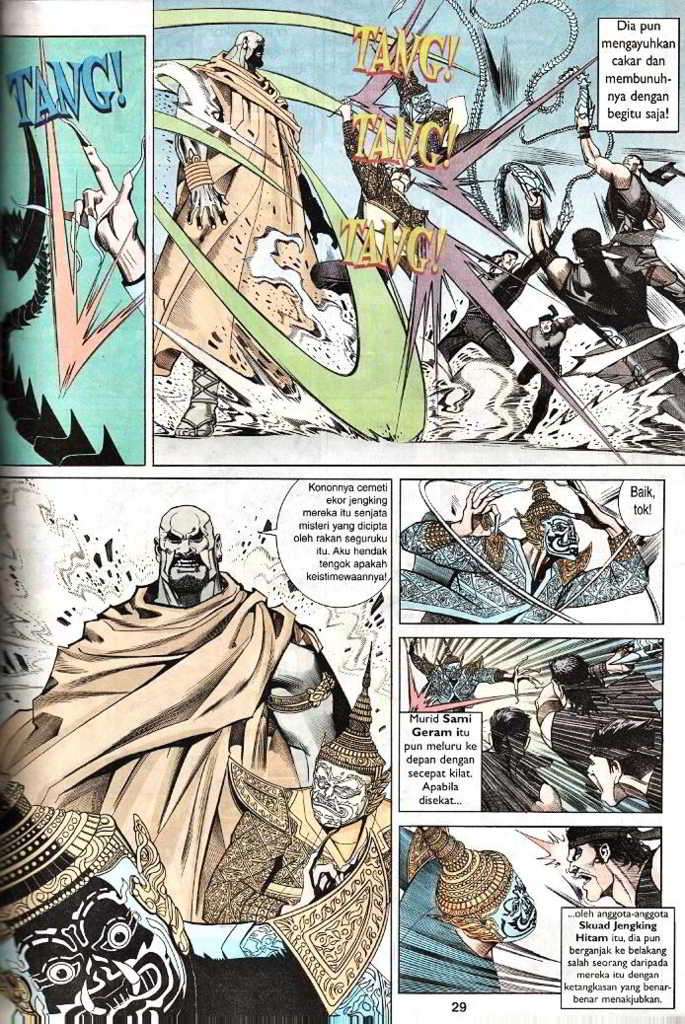 TANG!
TANG!
TANG!
TANG!
Dia pun
mengayuhkan
cakar dan
membunuh-
nya dengan
begitu saja!
Kononnya cemeti
ekor jengking
mereka itu senjata
misteri yang dicipta
oleh rakan seguruku
itu. Aku hendak
tengok apakah
keistimewaannya!
Baik,
tok!
Murid Sami
Geram itu
pun meluru ke
depan dengan
secepat kilat.
Apabila
disekat...
...oleh anggota-anggota
Skuad Jengking
Hitam itu, dia pun
berganjak ke belakang
salah seorang daripada
mereka itu dengan
ketangkasan yang benar-
benar menakjubkan.
29